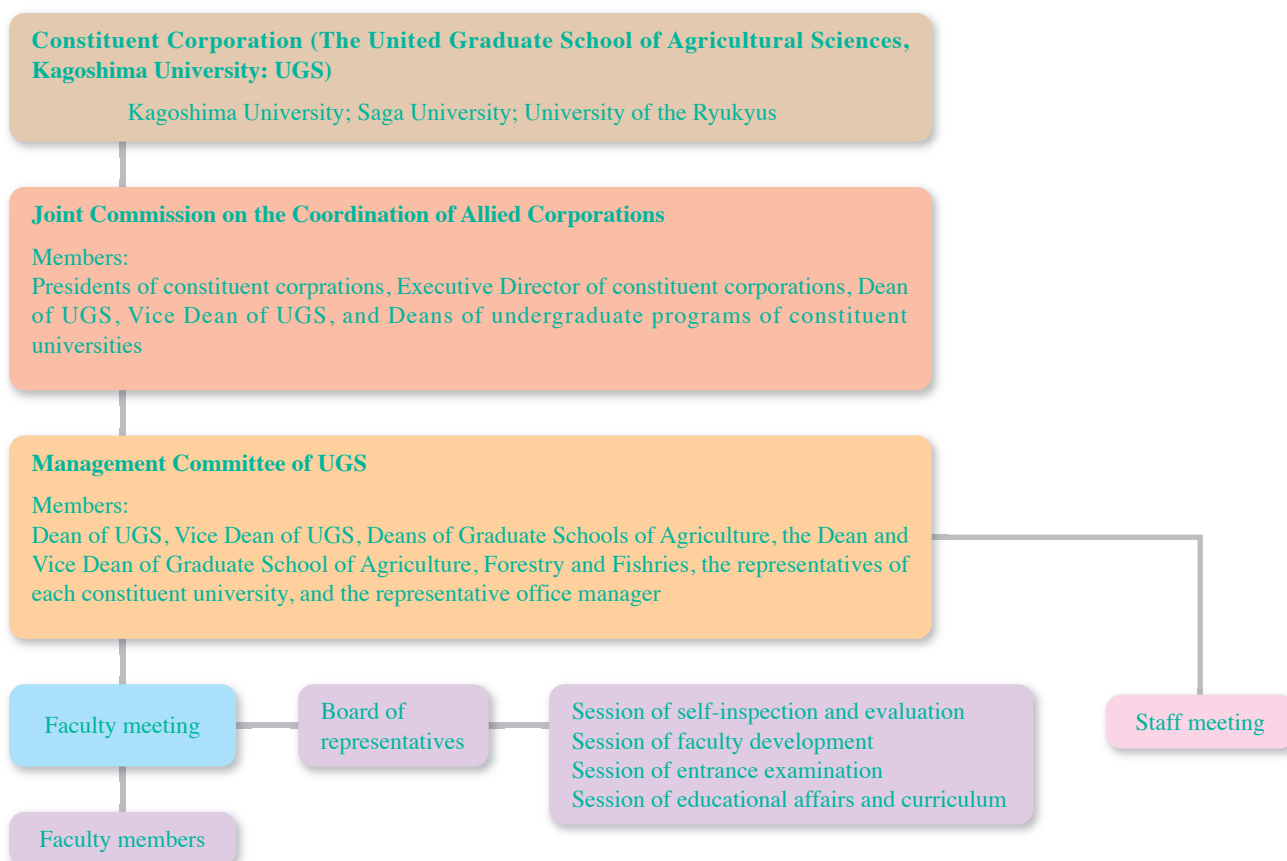 Constituent Corporation (The United Graduate School of Agricultural Sciences,
Kagoshima University: UGS)
Kagoshima University; Saga University; University of the Ryukyus
Joint Commission on the Coordination of Allied Corporations
Members:
Presidents of constituent corprations, Executive Director of constituent corporations, Dean
of UGS, Vice Dean of UGS, and Deans of undergraduate programs of constituent
universities
Management Committee of UGS
Members:
Dean of UGS, Vice Dean of UGS, Deans of Graduate Schools of Agriculture, the Dean and
Vice Dean of Graduate School of Agriculture, Forestry and Fishries, the representatives of
each constituent university, and the representative office manager
Faculty meeting
Board of
representatives
Session of self-inspection and evaluation
Session of faculty development
Session of entrance examination
Session of educational affairs and curriculum
Staff meeting
Faculty members